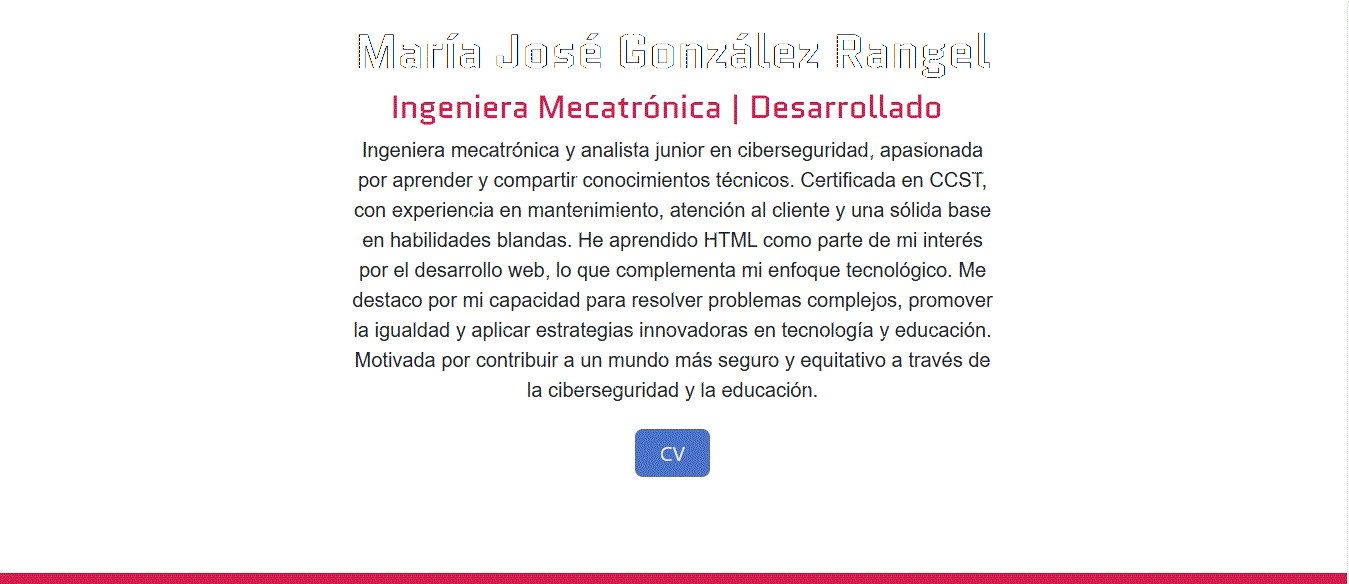 María José González Rangel
Ingeniera Mecatrónica | Desarrollado
Ingeniera mecatrónica y analista junior en ciberseguridad, apasionada
por aprender y compartir conocimientos técnicos. Certificada en CCST,
con experiencia en mantenimiento, atención al cliente y una sólida base
en habilidades blandas. He aprendido HTML como parte de mi interés
por el desarrollo web, lo que complementa mi enfoque tecnológico. Me
destaco por mi capacidad para resolver problemas complejos, promover
la igualdad y aplicar estrategias innovadoras en tecnología y educación.
Motivada por contribuir a un mundo más seguro y equitativo a través de
la ciberseguridad y la educación.
CV